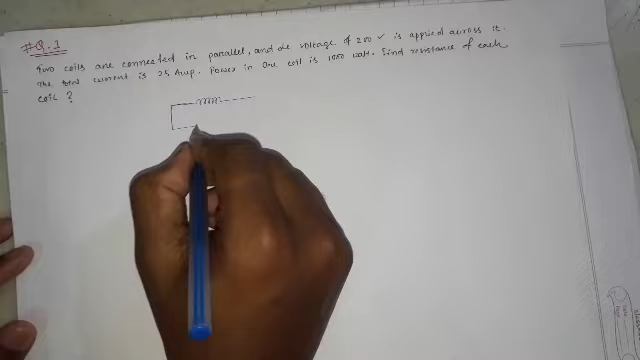 #Q.1
Two coils are connected in parallel, and dc voltage of 200 v is applied across it.
The total current is 25 Amp. Power in One coil is 1000 watt. Find resistance of each
coil ?